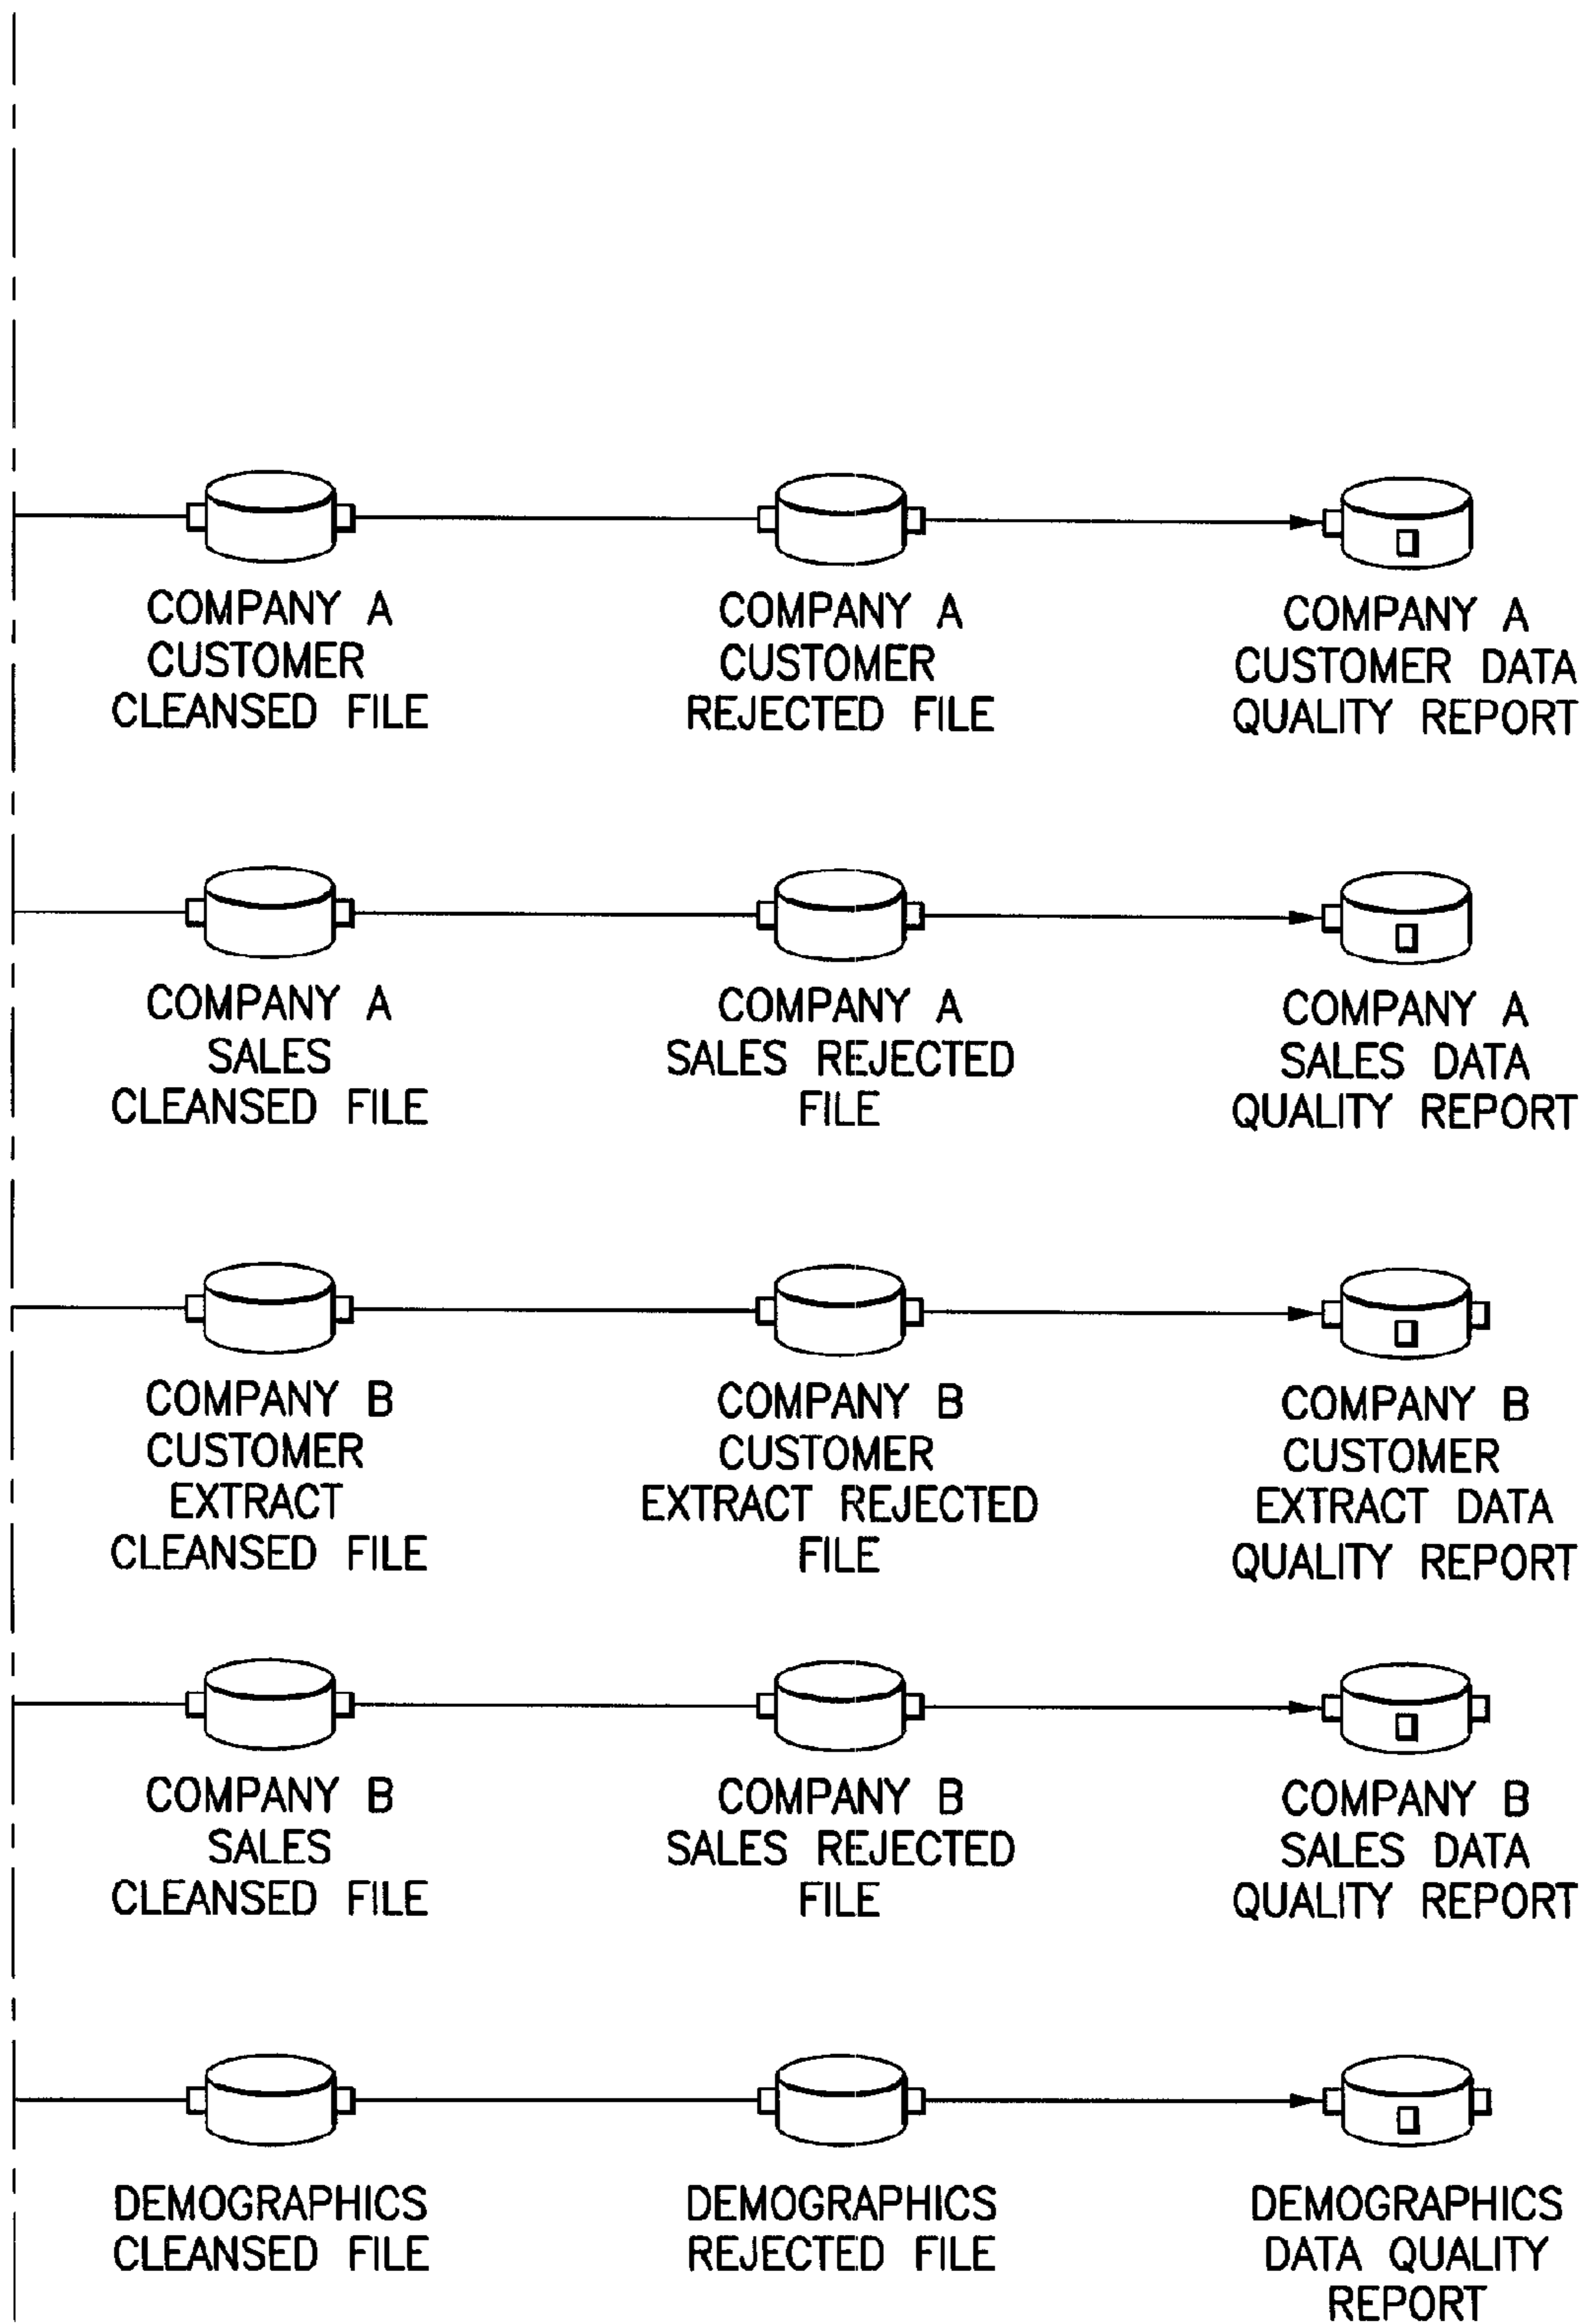 COMPANY A
CUSTOMER
CLEANSED FILE
COMPANY A
CUSTOMER
REJECTED FILE
COMPANY A
CUSTOMER DATA
QUALITY REPORT
COMPANY A
SALES
CLEANSED FILE
COMPANY A
SALES REJECTED
FILE
COMPANY A
SALES DATA
QUALITY REPORT
COMPANY B
CUSTOMER
EXTRACT
CLEANSED FILE
COMPANY B
CUSTOMER
EXTRACT REJECTED
FILE
COMPANY B
CUSTOMER
EXTRACT DATA
QUALITY REPORT
COMPANY B
SALES
CLEANSED FILE
COMPANY B
SALES REJECTED
FILE
COMPANY B
SALES DATA
QUALITY REPORT
DEMOGRAPHICS
CLEANSED FILE
DEMOGRAPHICS
REJECTED FILE
DEMOGRAPHICS
DATA QUALITY
REPORT